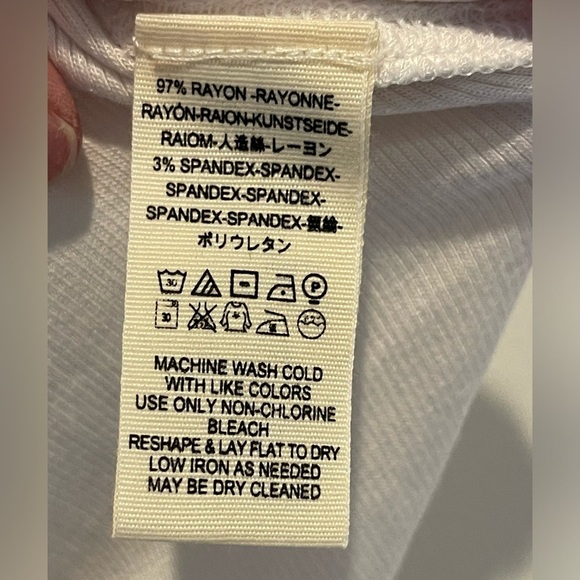 97% RAYON -RAYONNE-
RAYÓN-RAION-KUNSTSEIDE-
RAIOM-人造絲-レーヨン
3% SPANDEX-SPANDEX-
SPANDEX-SPANDEX-
SPANDEX-SPANDEX-氨綸-
ポリウレタン
30 P
30
MACHINE WASH COLD
WITH LIKE COLORS
USE ONLY NON-CHLORINE
BLEACH
RESHAPE & LAY FLAT TO DRY
LOW IRON AS NEEDED
MAY BE DRY CLEANED